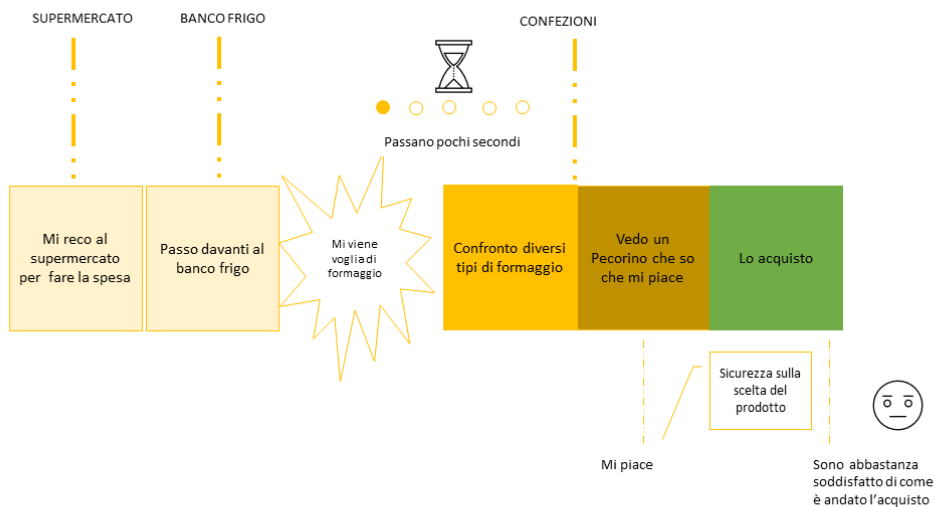 SUPERMERCATO
BANCO FRIGO
CONFEZIONI
Passano pochi secondi
Mi reco al
supermercato
per fare la spesa
Passo davanti al
banco frigo
Mi viene
voglia di
formaggio
Confronto diversi
tipi di formaggio
Vedo un
Pecorino che so
che mi piace
Lo acquisto
Sicurezza sulla
scelta del
prodotto
Mi piace
Sono abbastanza
soddisfatto di come
è andato l'acquisto